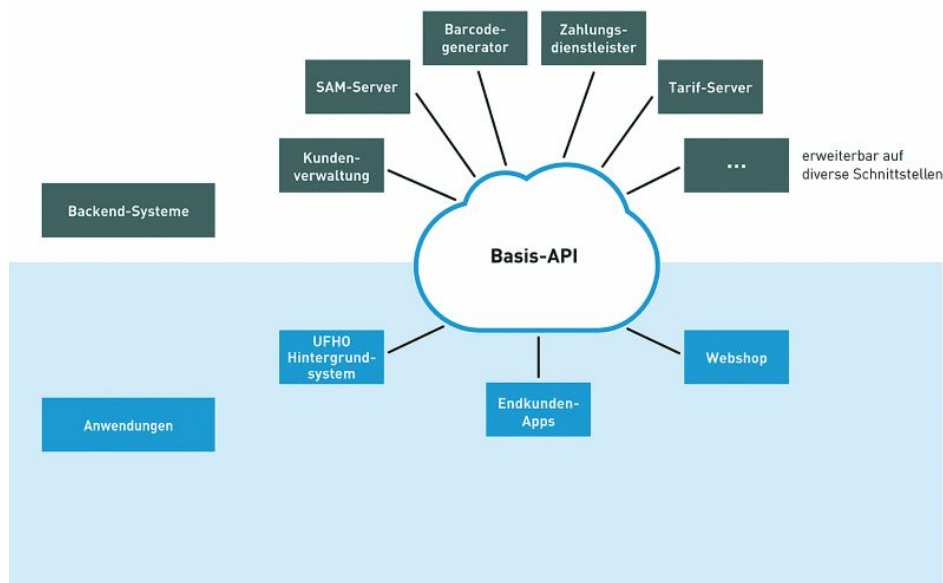 Barcode-
generator
Zahlungs-
dienstleister
SAM-Server
Tarif-Server
Kunden-
verwaltung
...
erweiterbar auf
diverse Schnittstellen
Backend-Systeme
Basis-API
UFHO
Hintergrund-
system
Webshop
Endkunden-
Apps
Anwendungen